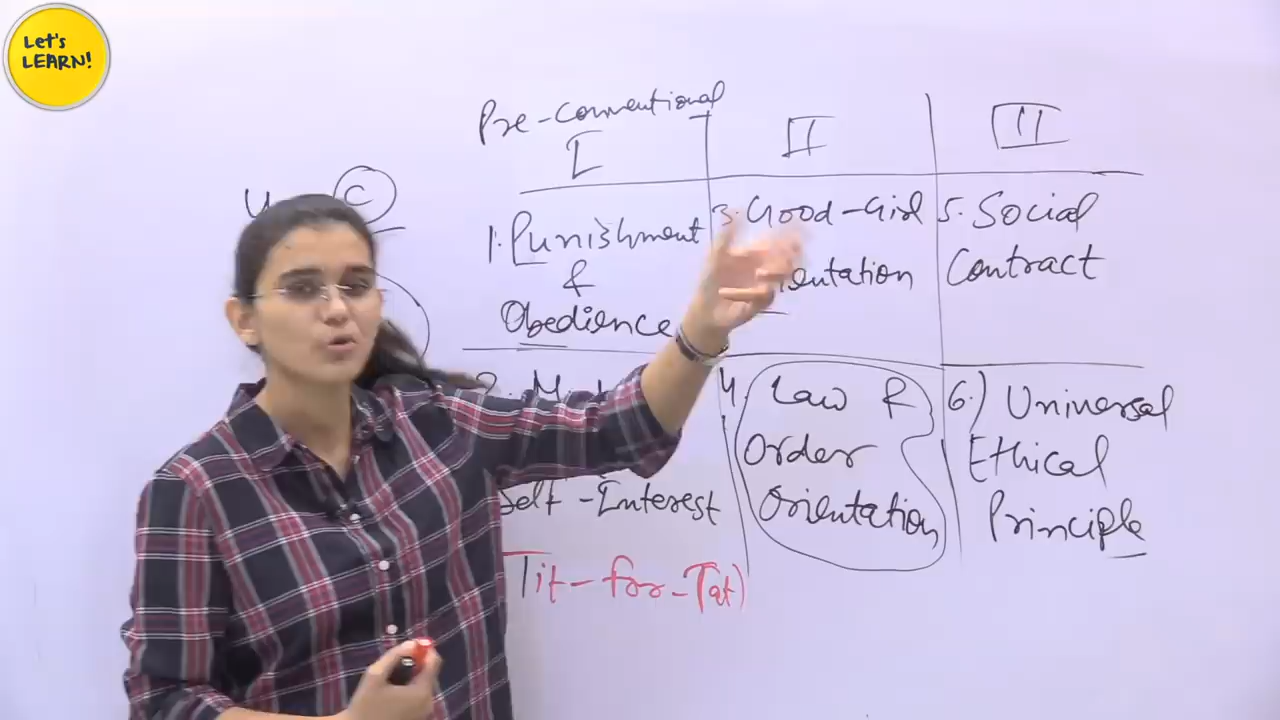 Let's
LEARN!
Pre-conventional
I
II
III
C
1. Punishment
&
Obedience
3. Good-Girl
5. Social
Contract
4. Law &
Order
Orientation
6.) Universal
Ethical
Principle
Self-Interest
Tit-for-Tat)